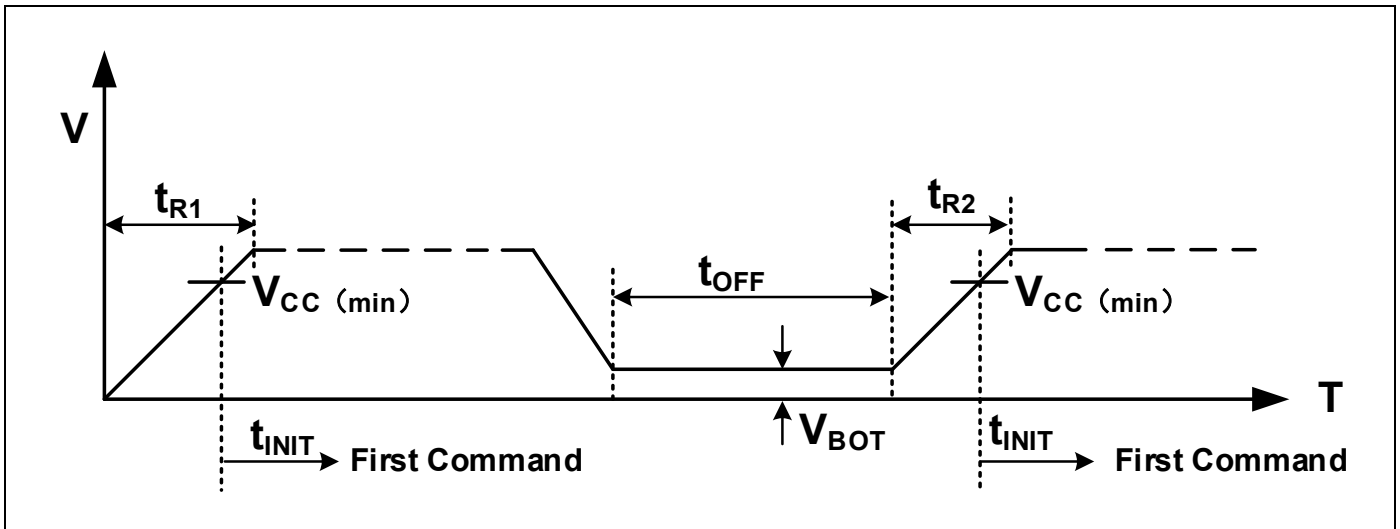 V
tR1
tR2
tOFF
VCC（min）
VCC（min）
T
VBOT
tINIT
First Command
tINIT
First Command